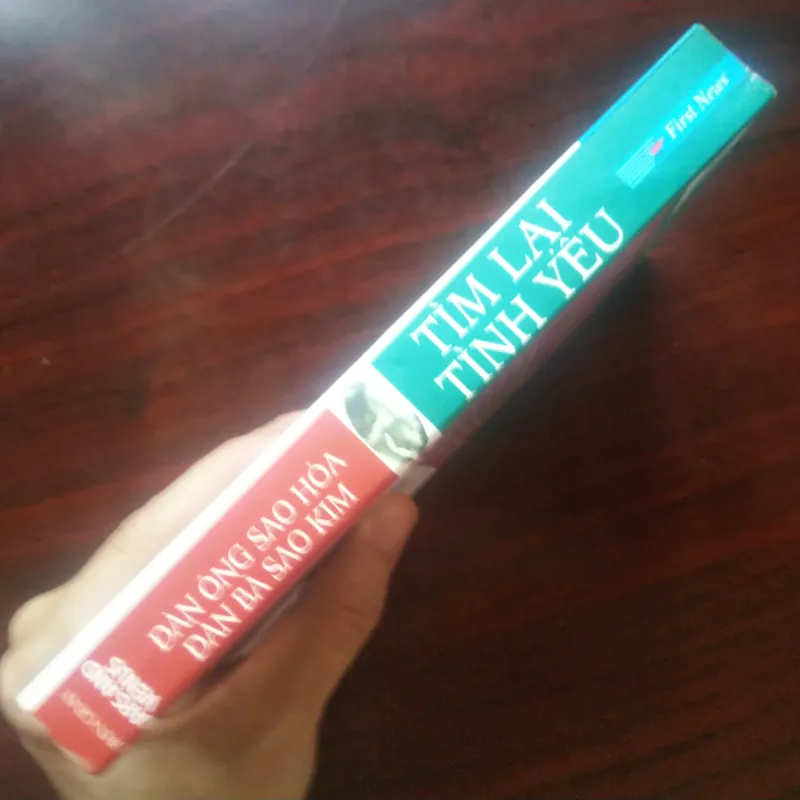 First News
TÌM LẠI
TÌNH YÊU
ĐÀN ÔNG SAO HỎA
ĐÀN BÀ SAO KIM